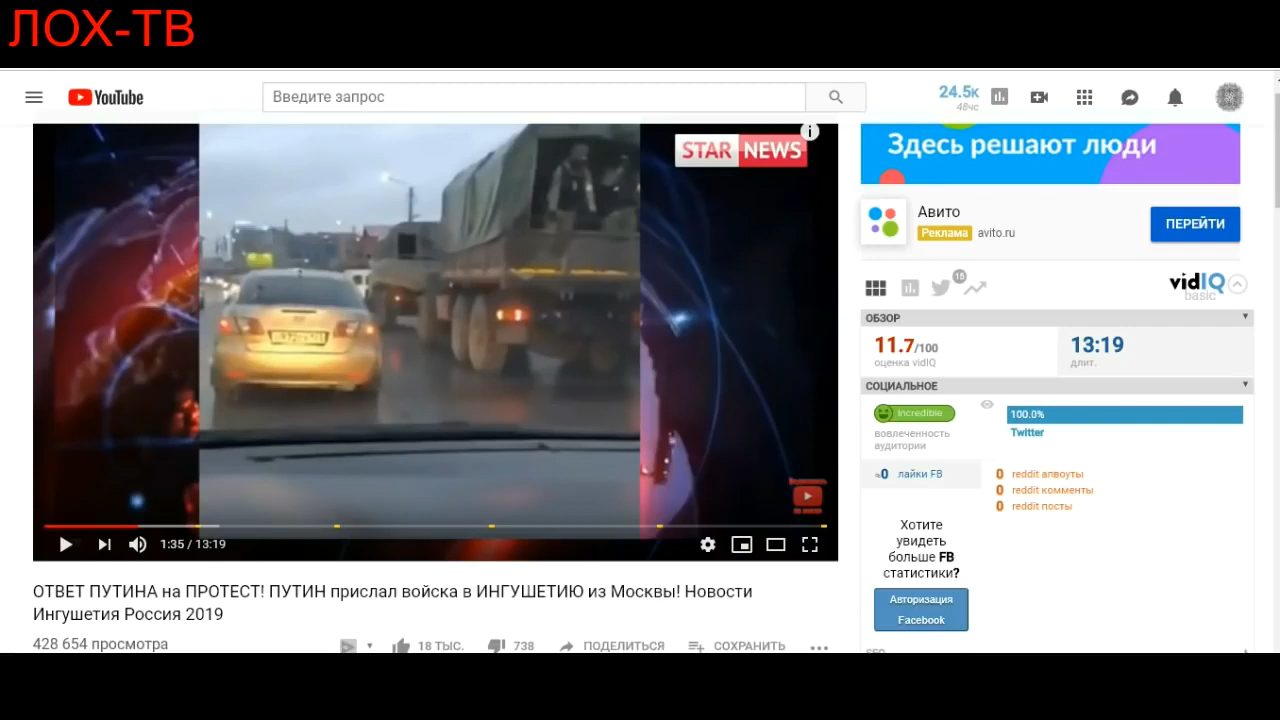 ЛОХ-ТВ
YouTube
Введите запрос
24.5K
48чс
STAR NEWS
i
Здесь решают люди
Авито
Реклама avito.ru
ПЕРЕЙТИ
15
vidIQ
basic
ОБЗОР
11.7/100
оценка vidIQ
13:19
длит.
СОЦИАЛЬНОЕ
Incredible
вовлеченность
аудитории
100.0%
Twitter
≈0 лайки FB
0 reddit апвоуты
0 reddit комменты
0 reddit посты
Хотите
увидеть
больше FB
статистики?
Авторизация
Facebook
1:35 / 13:19
ОТВЕТ ПУТИНА на ПРОТЕСТ! ПУТИН прислал войска в ИНГУШЕТИЮ из Москвы! Новости
Ингушетия Россия 2019
428 654 просмотра
18 ТЫС.
738
ПОДЕЛИТЬСЯ
СОХРАНИТЬ